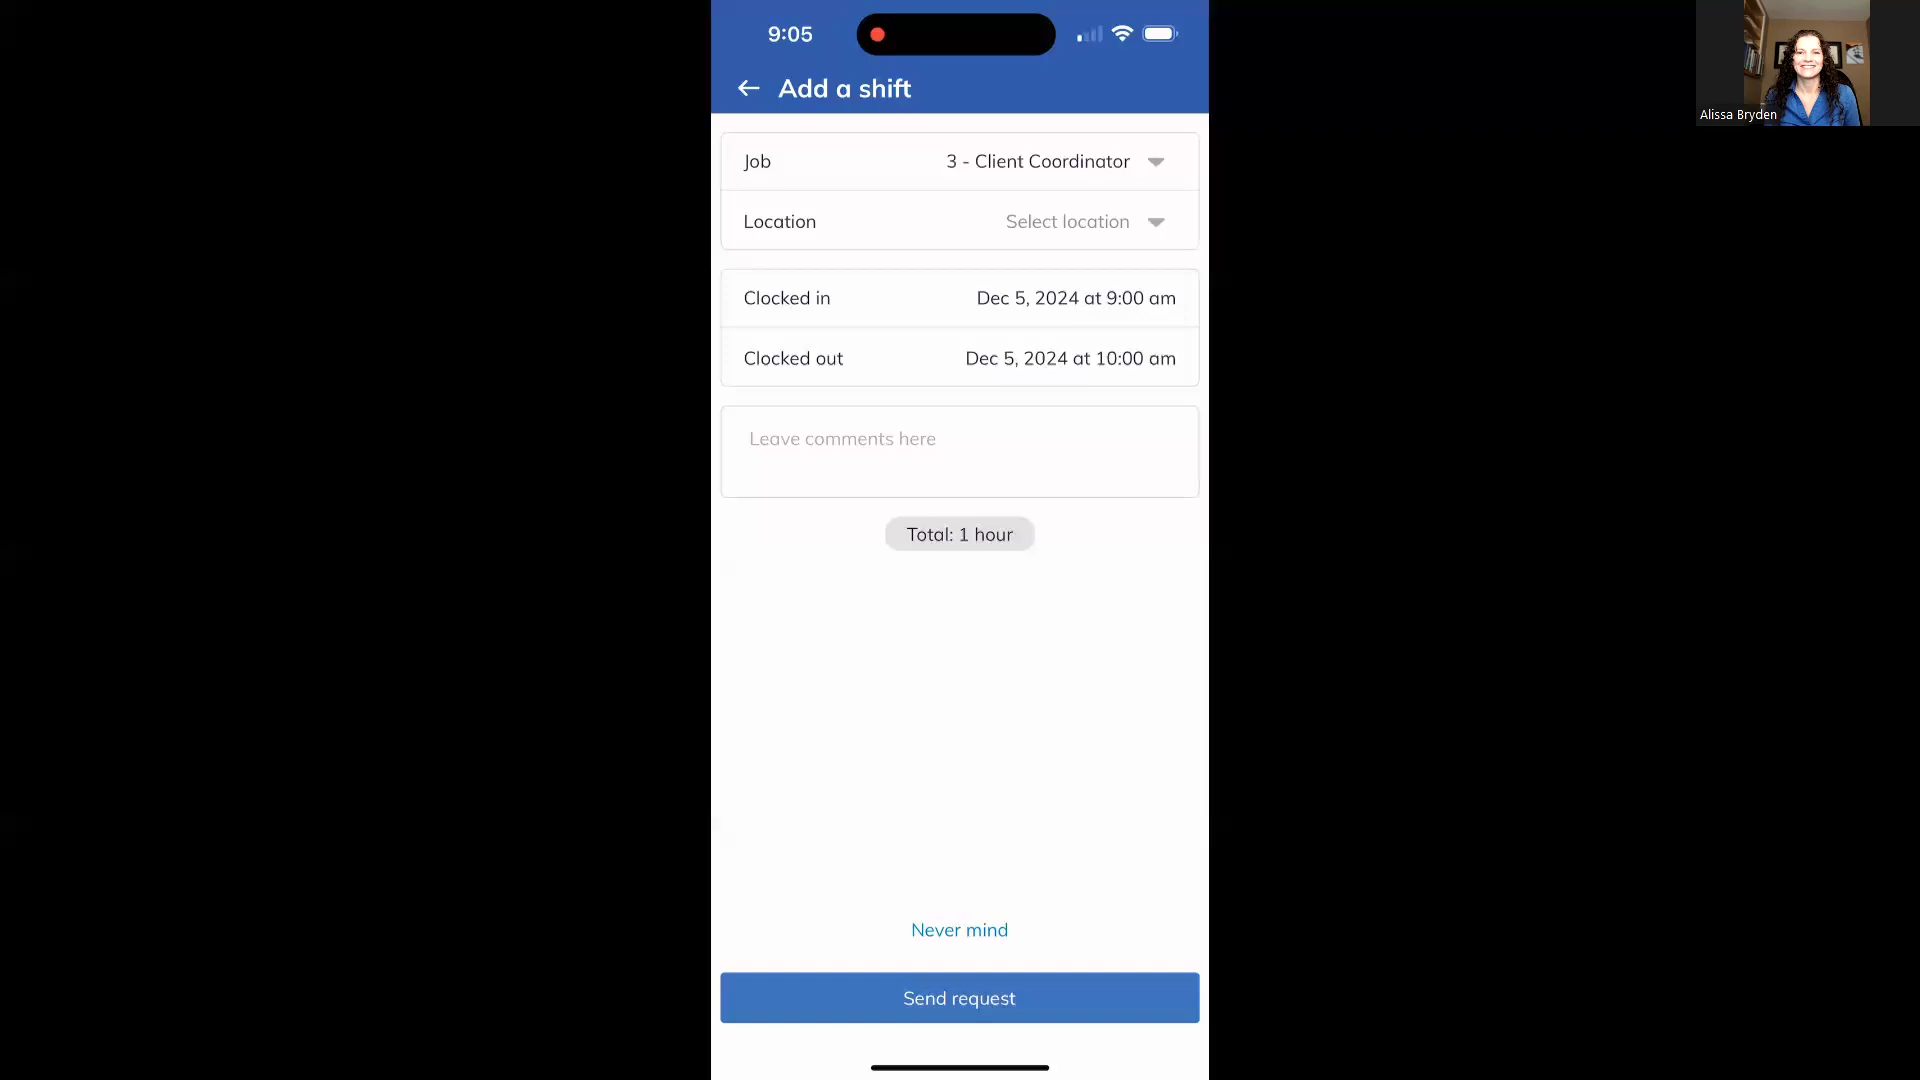 9:05
Add a shift
Job 3 - Client Coordinator
Location Select location
Clocked in Dec 5, 2024 at 9:00 am
Clocked out Dec 5, 2024 at 10:00 am
Leave comments here
Total: 1 hour
Never mind
Send request
Alissa Bryden